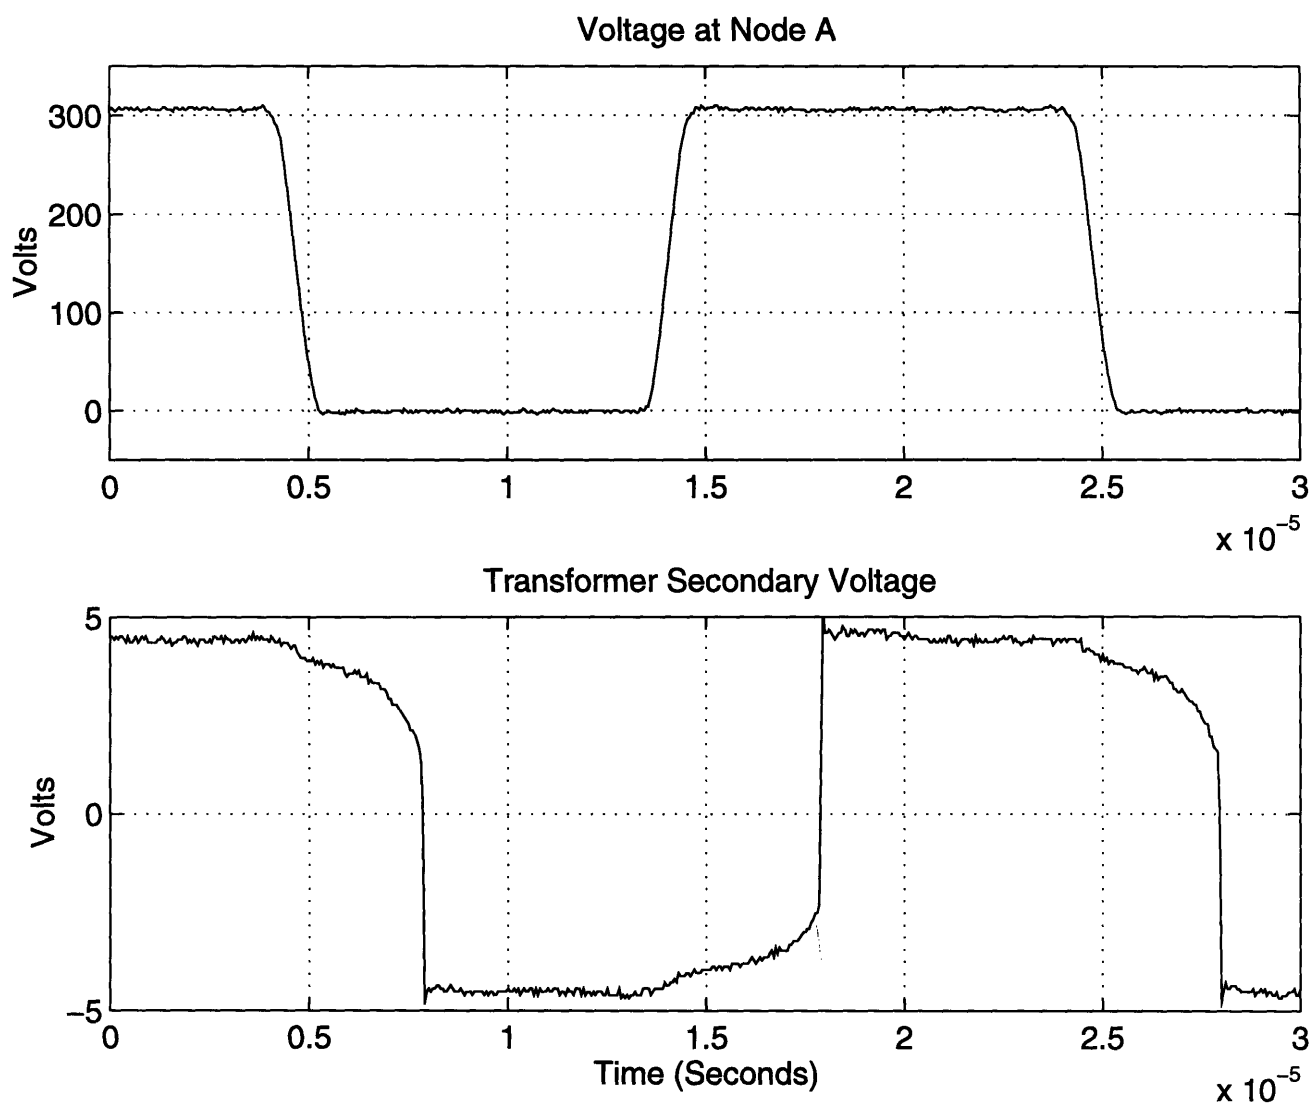 Voltage at Node A
300
200
100
0
Volts
0 0.5 1 1.5 2 2.5 3
x 10⁻⁵
Transformer Secondary Voltage
5
0
−5
Volts
0 0.5 1 1.5 2 2.5 3
Time (Seconds)
x 10⁻⁵